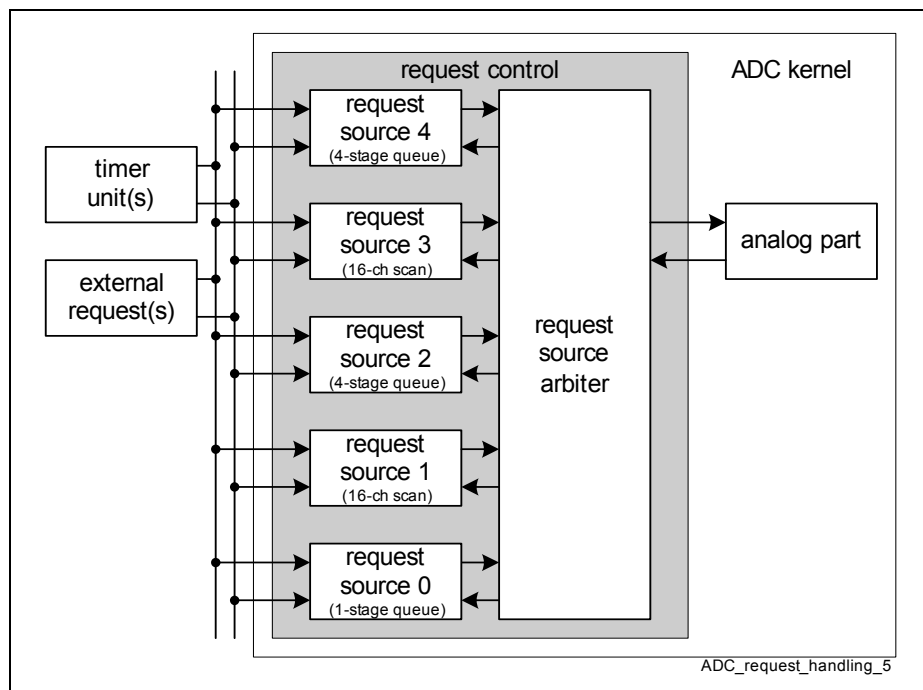 request control
ADC kernel
request
source 4
(4-stage queue)
timer
unit(s)
request
source 3
(16-ch scan)
analog part
external
request(s)
request
source 2
(4-stage queue)
request
source
arbiter
request
source 1
(16-ch scan)
request
source 0
(1-stage queue)
ADC_request_handling_5